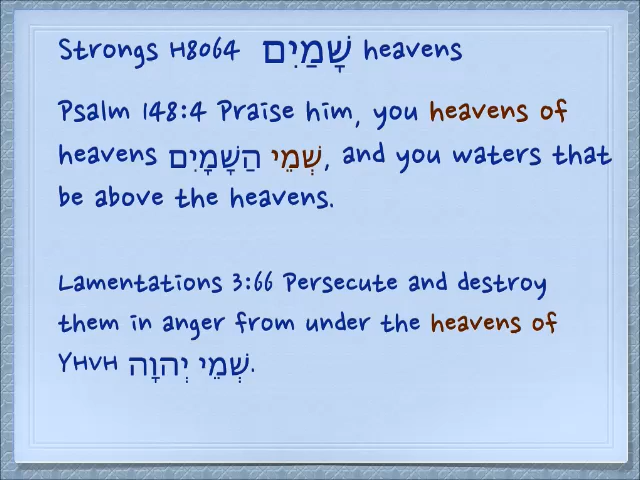 Strongs H8064 שָׁמַיִם heavens
Psalm 148:4 Praise him, you heavens of
heavens שְׁמֵי הַשָׁמָיִם, and you waters that
be above the heavens.
Lamentations 3:66 Persecute and destroy
them in anger from under the heavens of
YHVH שְׁמֵי יְהוָה.